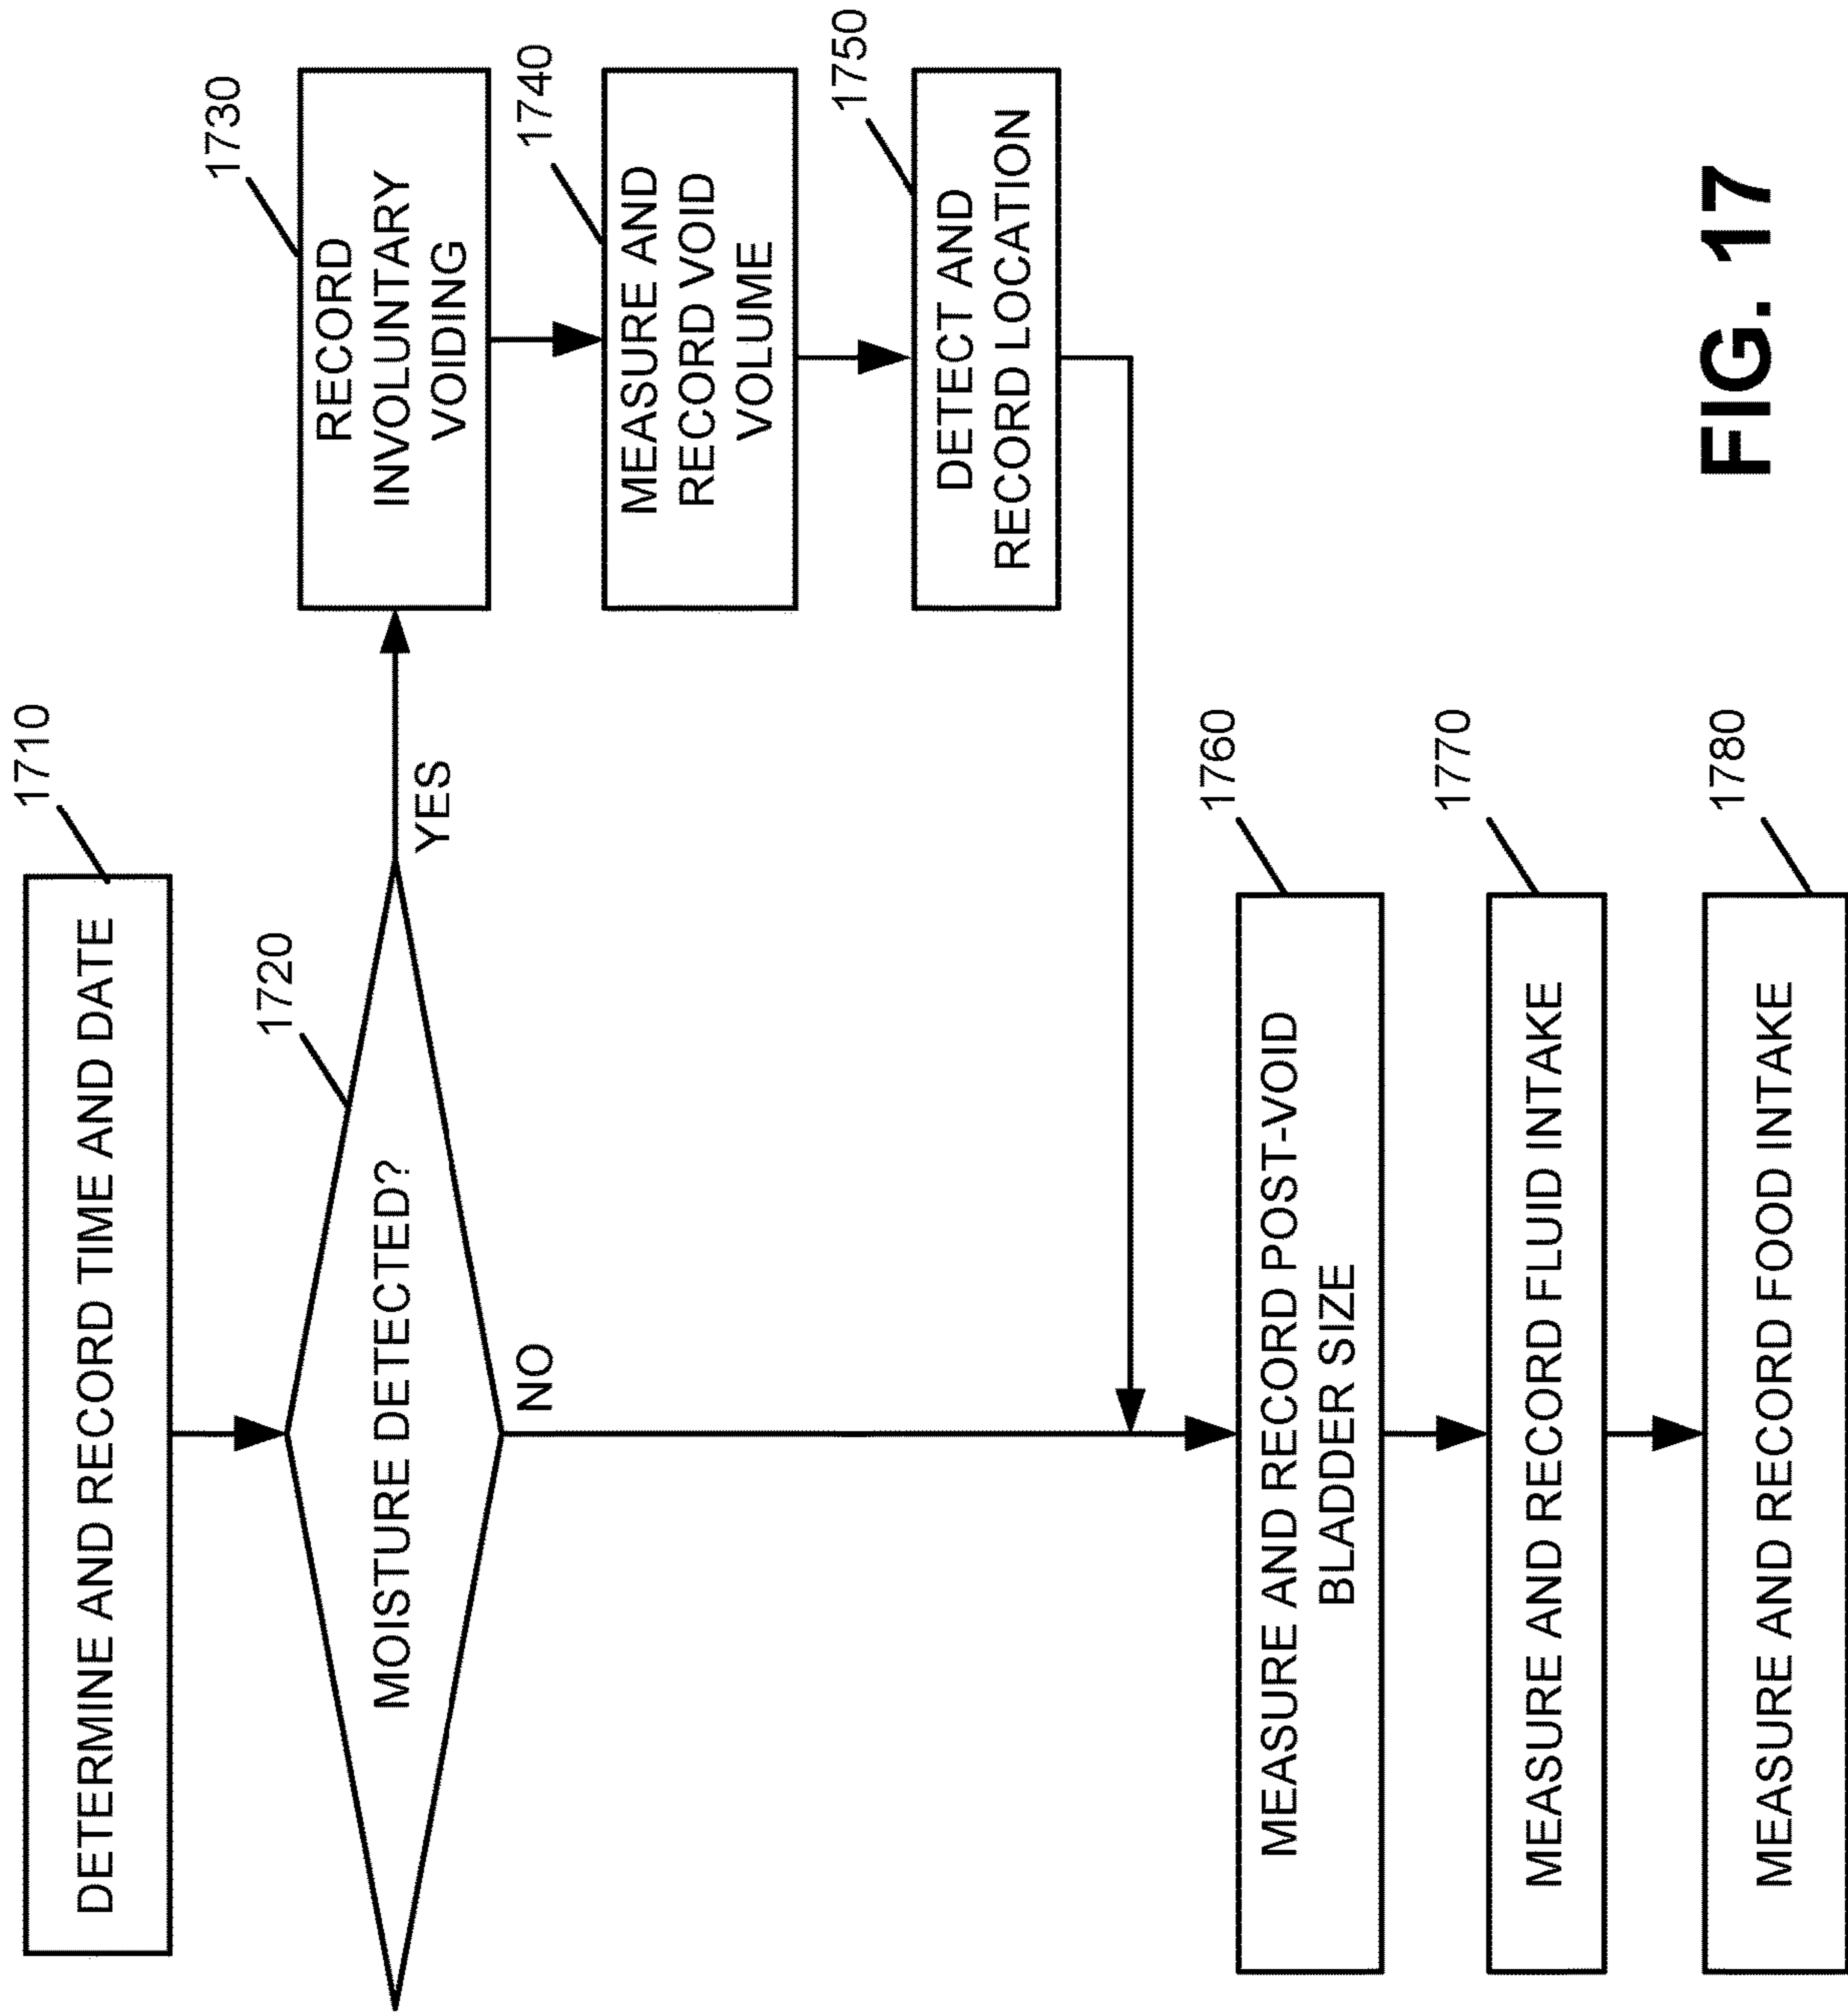 1710
DETERMINE AND RECORD TIME AND DATE
1720
MOISTURE DETECTED?
YES
NO
1730
RECORD
INVOLUNTARY
VOIDING
1740
MEASURE AND
RECORD VOID
VOLUME
1750
DETECT AND
RECORD LOCATION
1760
MEASURE AND RECORD POST-VOID
BLADDER SIZE
1770
MEASURE AND RECORD FLUID INTAKE
1780
MEASURE AND RECORD FOOD INTAKE
FIG. 17